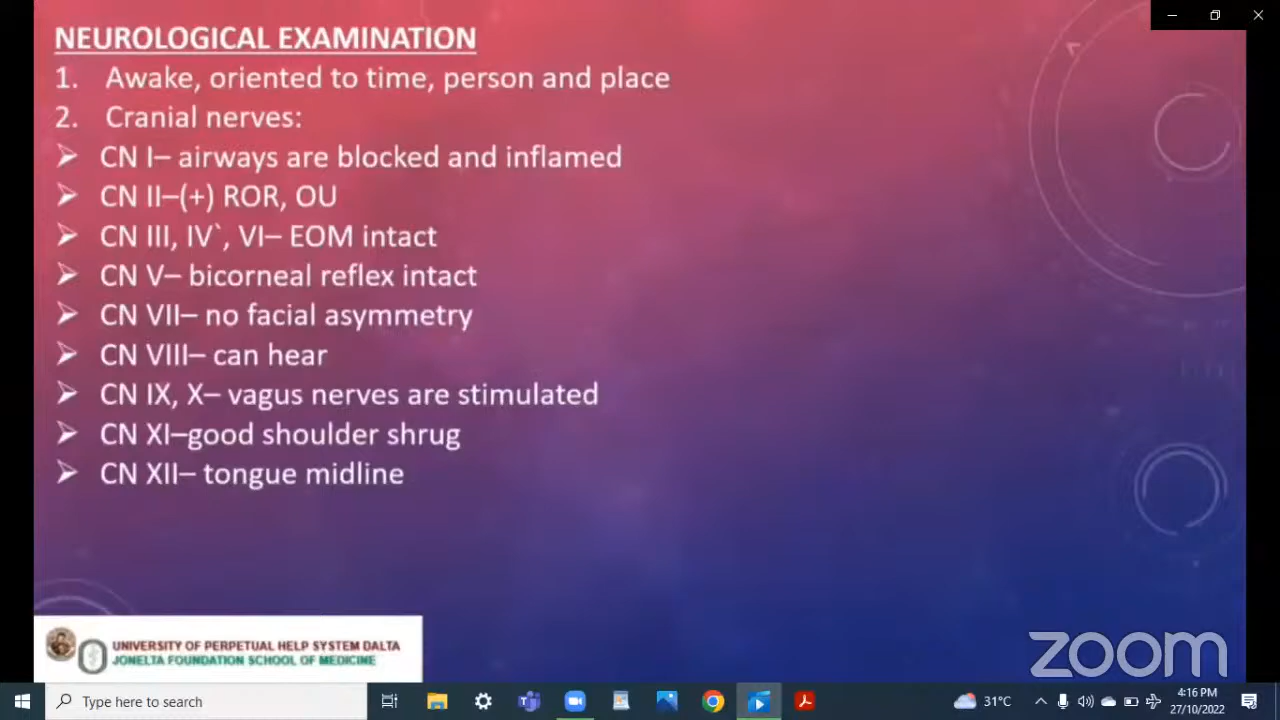 NEUROLOGICAL EXAMINATION
1. Awake, oriented to time, person and place
2. Cranial nerves:
➢ CN I– airways are blocked and inflamed
➢ CN II–(+) ROR, OU
➢ CN III, IV`, VI– EOM intact
➢ CN V– bicorneal reflex intact
➢ CN VII– no facial asymmetry
➢ CN VIII– can hear
➢ CN IX, X– vagus nerves are stimulated
➢ CN XI–good shoulder shrug
➢ CN XII– tongue midline
UNIVERSITY OF PERPETUAL HELP SYSTEM DALTA
JONELTA FOUNDATION SCHOOL OF MEDICINE
zoom
Type here to search
31°C
4:16 PM
27/10/2022